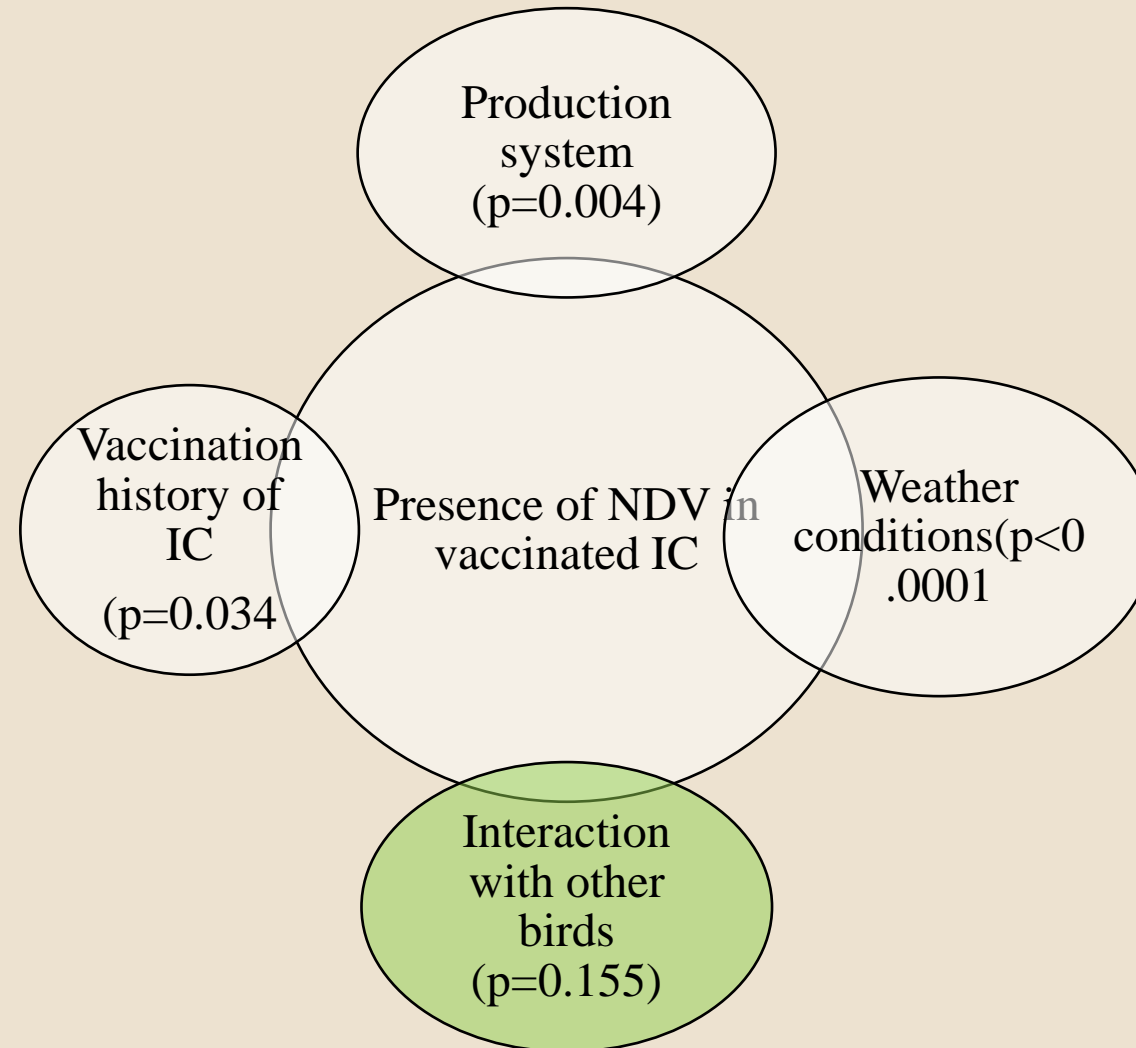 Production
system
(p=0.004)
Vaccination
history of
IC
(p=0.034
Presence of NDV in
vaccinated IC
Weather
conditions(p<0
.0001
Interaction
with other
birds
(p=0.155)